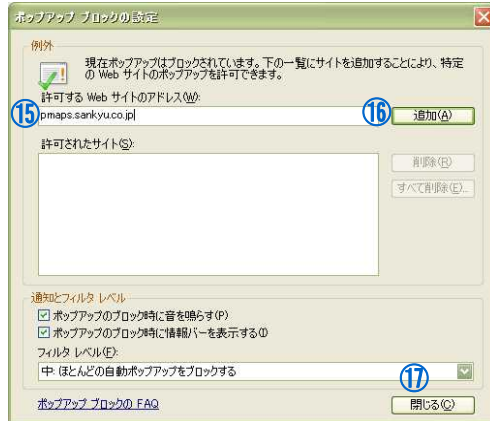 ポップアップ ブロックの設定
例外
現在ポップアップはブロックされています。下の一覧にサイトを追加することにより、特定
の Web サイトのポップアップを許可できます。
許可する Web サイトのアドレス(W):
⑮ pmaps.sankyu.co.jp ⑯ 追加(A)
許可されたサイト(S):
削除(R)
すべて削除(E)...
通知とフィルタ レベル
ポップアップのブロック時に音を鳴らす(P)
ポップアップのブロック時に情報バーを表示する(I)
フィルタ レベル(F):
中: ほとんどの自動ポップアップをブロックする
⑰
ポップアップ ブロックの FAQ 閉じる(C)